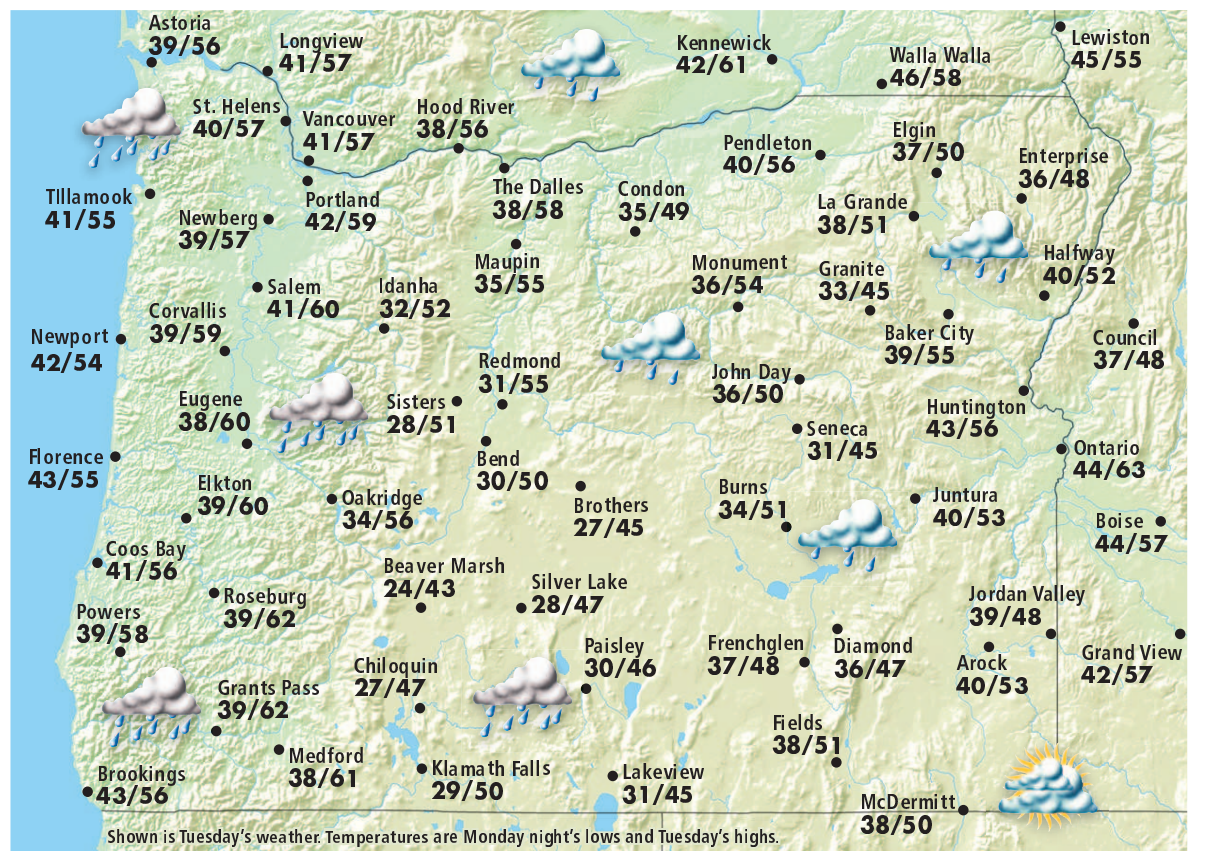 Astoria
39/56
Longview
41/57
Kennewick
42/61
Walla Walla
46/58
Lewiston
45/55
St. Helens
40/57
Vancouver
41/57
Hood River
38/56
Pendleton
40/56
Elgin
37/50
Enterprise
36/48
TIllamook
41/55
Newberg
39/57
Portland
42/59
The Dalles
38/58
Condon
35/49
La Grande
38/51
Maupin
35/55
Monument
36/54
Granite
33/45
Halfway
40/52
Salem
41/60
Idanha
32/52
Corvallis
39/59
Newport
42/54
Baker City
39/55
Council
37/48
Redmond
31/55
John Day
36/50
Eugene
38/60
Sisters
28/51
Huntington
43/56
Seneca
31/45
Ontario
44/63
Florence
43/55
Bend
30/50
Elkton
39/60
Oakridge
34/56
Brothers
27/45
Burns
34/51
Juntura
40/53
Boise
44/57
Coos Bay
41/56
Beaver Marsh
24/43
Silver Lake
28/47
Roseburg
39/62
Jordan Valley
39/48
Powers
39/58
Paisley
30/46
Frenchglen
37/48
Diamond
36/47
Arock
40/53
Grand View
42/57
Chiloquin
27/47
Grants Pass
39/62
Fields
38/51
Medford
38/61
Klamath Falls
29/50
Lakeview
31/45
Brookings
43/56
McDermitt
38/50
Shown is Tuesday's weather. Temperatures are Monday night's lows and Tuesday's highs.